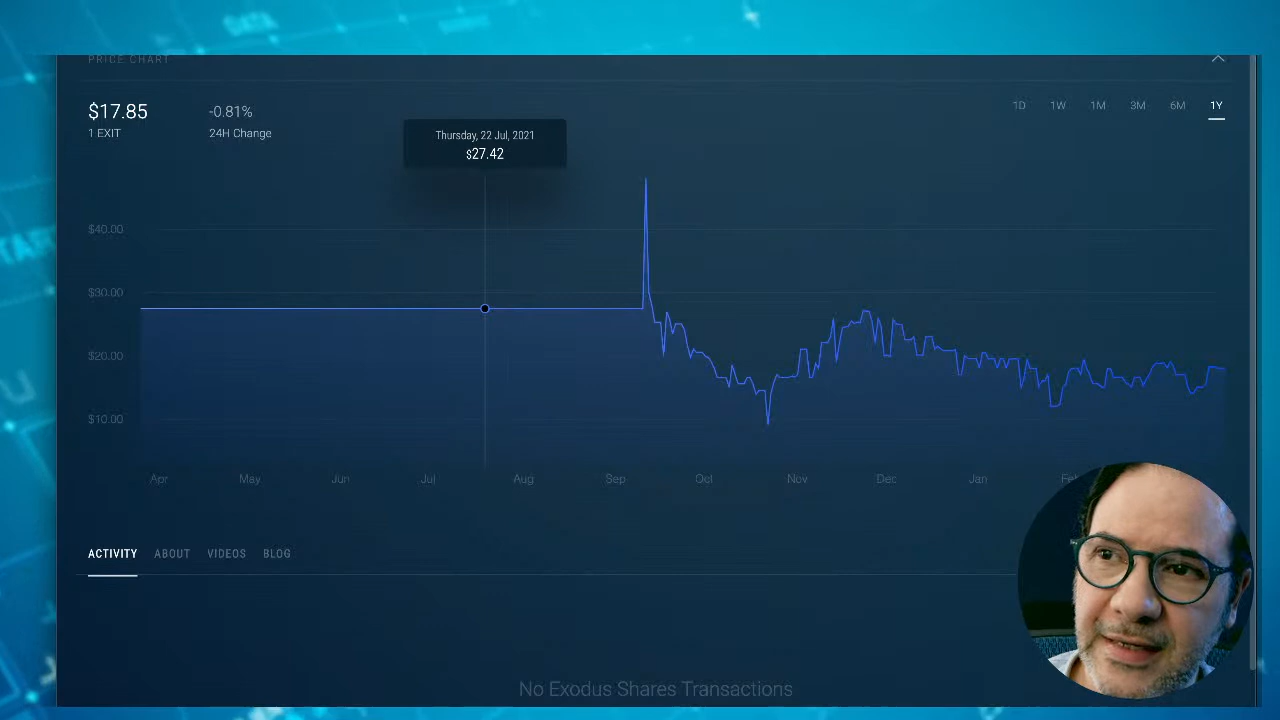 DATA
PRICE CHART
$17.85
-0.81%
1 EXIT
24H Change
1D 1W 1M 3M 6M 1Y
Thursday, 22 Jul, 2021
$27.42
$40.00
$30.00
$20.00
$10.00
Apr May Jun Jul Aug Sep Oct Nov Dec Jan
ACTIVITY ABOUT VIDEOS BLOG
No Exodus Shares Transactions